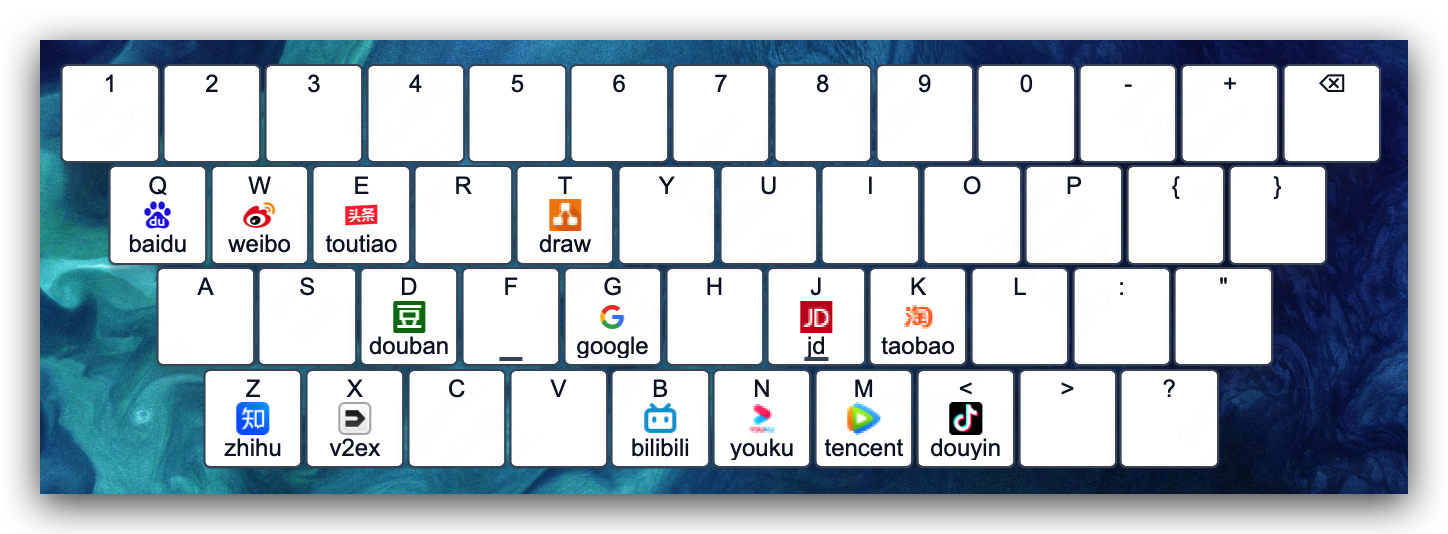 1 2 3 4 5 6 7 8 9 0 - + ⌫
Q W E R T Y U I O P { }
du 头条
baidu weibo toutiao draw
A S D F G H J K L : "
豆 G JD 淘
douban google jd taobao
Z X C V B N M < > ?
知 YOUKU
zhihu v2ex bilibili youku tencent douyin